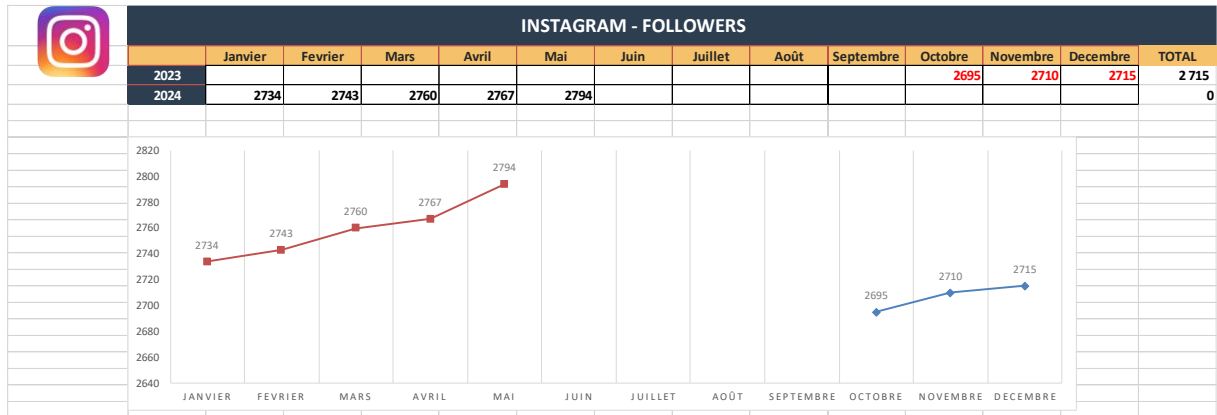 INSTAGRAM - FOLLOWERS
Janvier Fevrier Mars Avril Mai Juin Juillet Août Septembre Octobre Novembre Decembre TOTAL
2023 2695 2710 2715 2 715
2024 2734 2743 2760 2767 2794 0
2820
2800
2780
2760
2740
2720
2700
2680
2660
2640
2734 2743 2760 2767 2794 2695 2710 2715
JANVIER FEVRIER MARS AVRIL MAI JUIN JUILLET AOÛT SEPTEMBRE OCTOBRE NOVEMBRE DECEMBRE